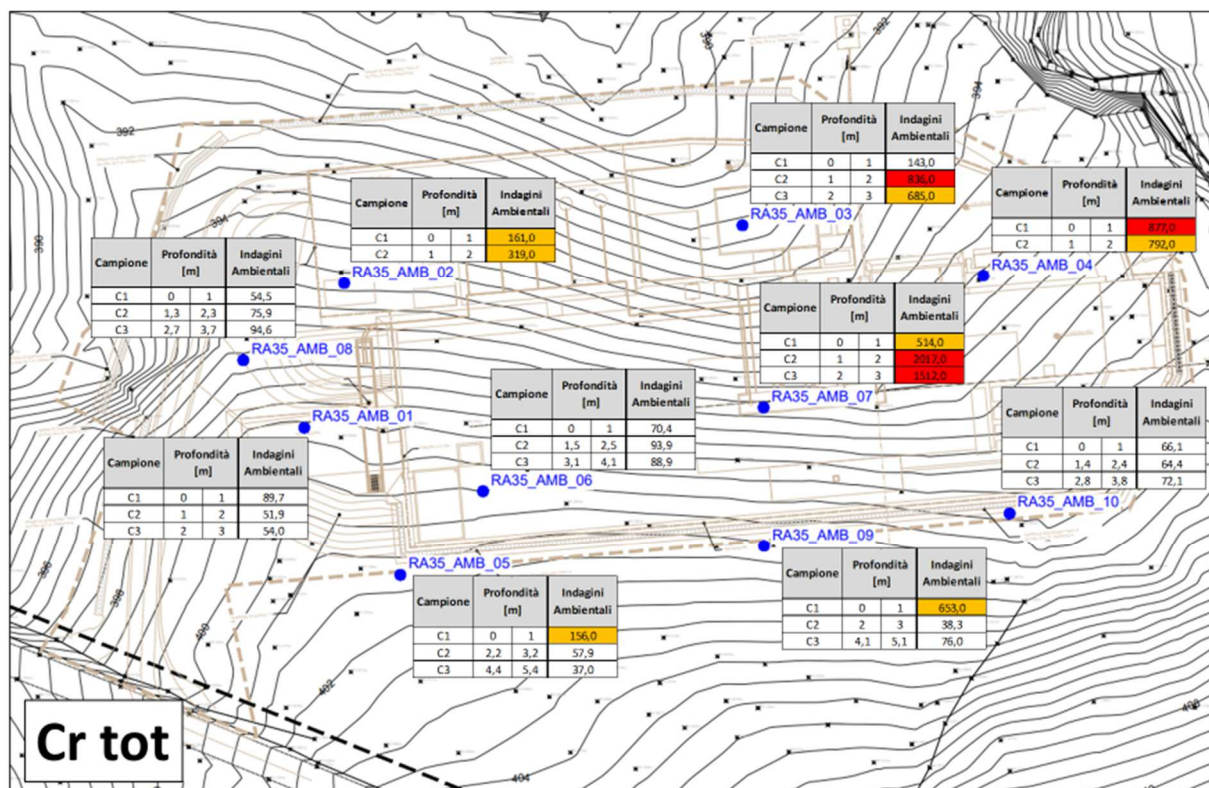 392
390
392
394
394
390
Campione Profondità [m] Indagini Ambientali
C1 0 1 143,0
C2 1 2 836,0
C3 2 3 685,0
RA35_AMB_03
Campione Profondità [m] Indagini Ambientali
C1 0 1 877,0
C2 1 2 792,0
RA35_AMB_04
Campione Profondità [m] Indagini Ambientali
C1 0 1 161,0
C2 1 2 319,0
RA35_AMB_02
Campione Profondità [m] Indagini Ambientali
C1 0 1 54,5
C2 1,3 2,3 75,9
C3 2,7 3,7 94,6
RA35_AMB_08
Campione Profondità [m] Indagini Ambientali
C1 0 1 514,0
C2 1 2 2017,0
C3 2 3 1512,0
RA35_AMB_07
Campione Profondità [m] Indagini Ambientali
C1 0 1 70,4
C2 1,5 2,5 93,9
C3 3,1 4,1 88,9
RA35_AMB_06
RA35_AMB_01
Campione Profondità [m] Indagini Ambientali
C1 0 1 89,7
C2 1 2 51,9
C3 2 3 54,0
Campione Profondità [m] Indagini Ambientali
C1 0 1 66,1
C2 1,4 2,4 64,4
C3 2,8 3,8 72,1
RA35_AMB_10
RA35_AMB_09
Campione Profondità [m] Indagini Ambientali
C1 0 1 653,0
C2 2 3 38,3
C3 4,1 5,1 76,0
RA35_AMB_05
Campione Profondità [m] Indagini Ambientali
C1 0 1 156,0
C2 2,2 3,2 57,9
C3 4,4 5,4 37,0
396
398
400
402
404
Cr tot